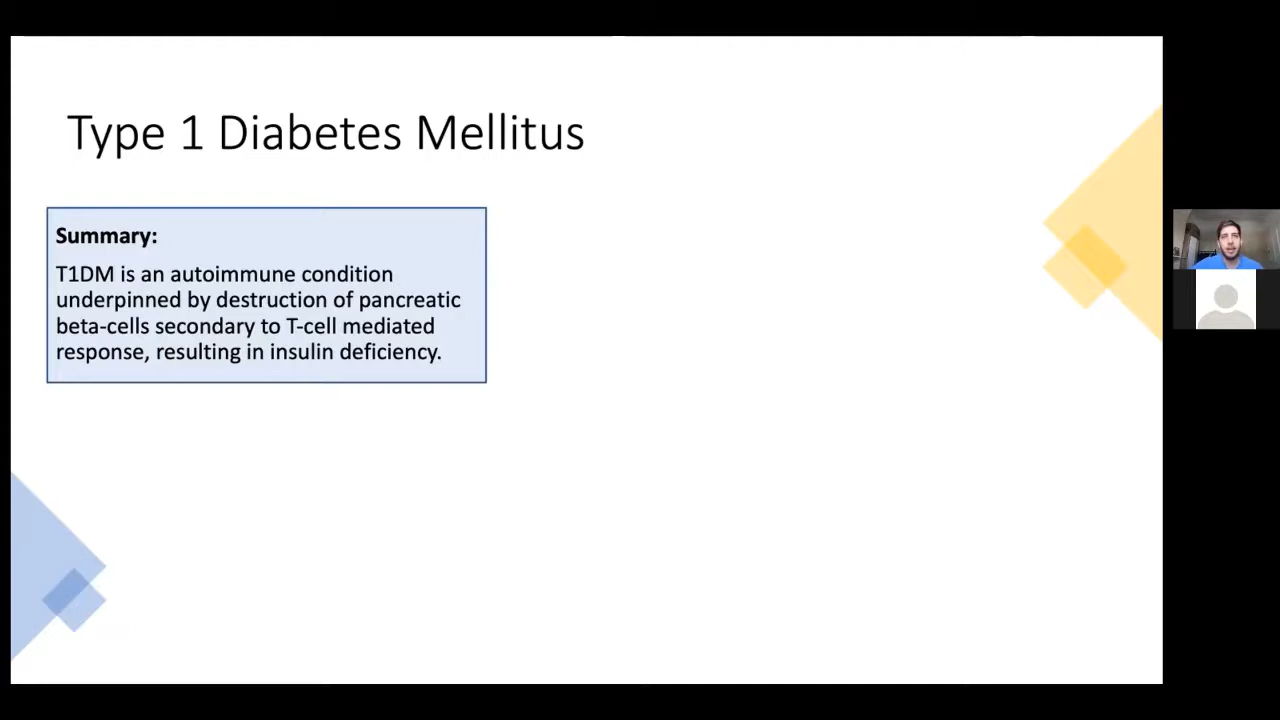 Type 1 Diabetes Mellitus
Summary:
T1DM is an autoimmune condition
underpinned by destruction of pancreatic
beta-cells secondary to T-cell mediated
response, resulting in insulin deficiency.